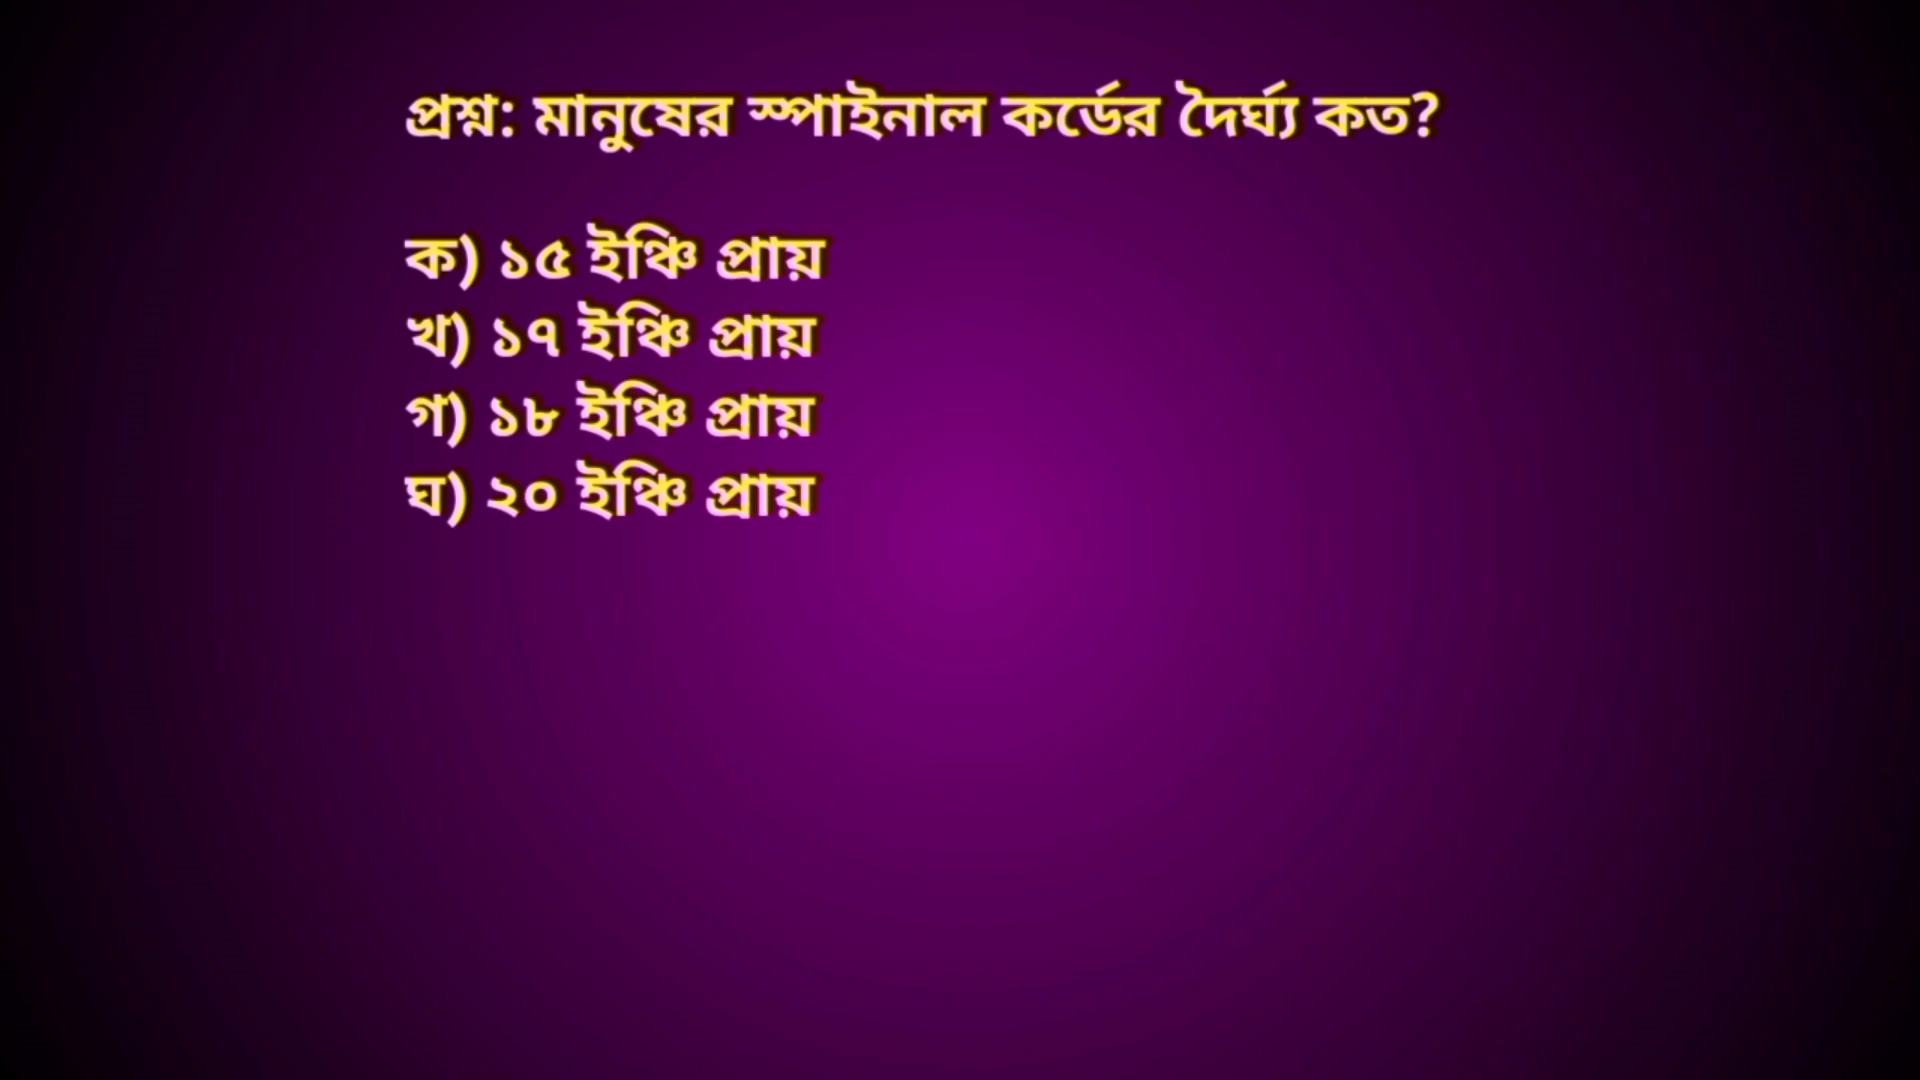 প্রশ্ন: মানুষের স্পাইনাল কর্ডের দৈর্ঘ্য কত?
ক) ১৫ ইঞ্চি প্রায়
খ) ১৭ ইঞ্চি প্রায়
গ) ১৮ ইঞ্চি প্রায়
ঘ) ২০ ইঞ্চি প্রায়